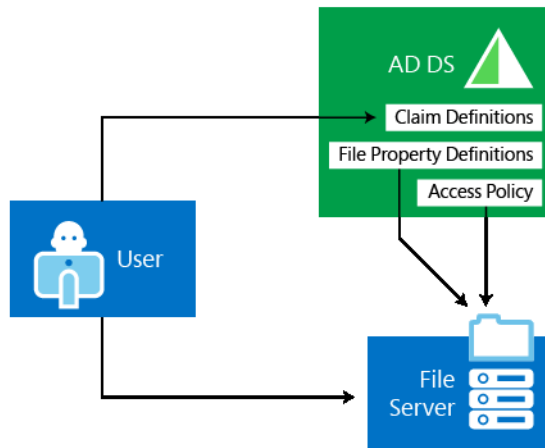 AD DS
Claim Definitions
File Property Definitions
Access Policy
User
File
Server